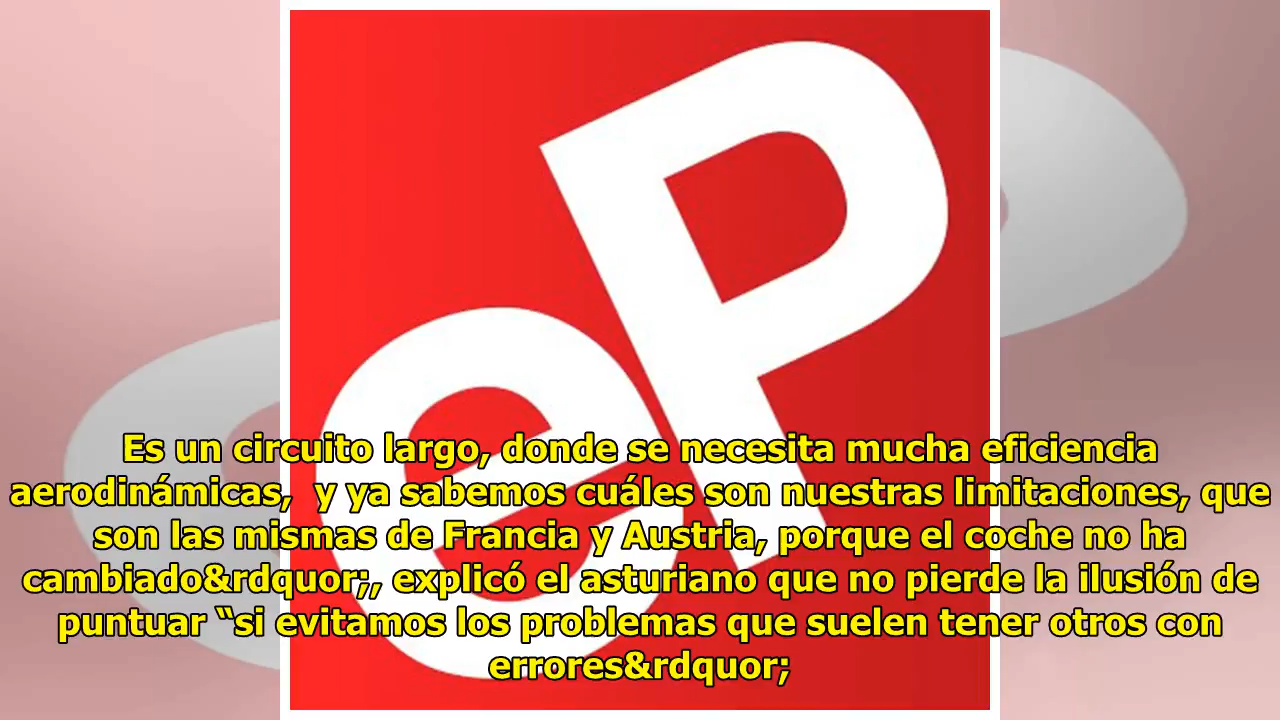 eP
Es un circuito largo, donde se necesita mucha eficiencia
aerodinámicas,  y ya sabemos cuáles son nuestras limitaciones, que
son las mismas de Francia y Austria, porque el coche no ha
cambiado&rdquor;, explicó el asturiano que no pierde la ilusión de
puntuar “si evitamos los problemas que suelen tener otros con
errores&rdquor;